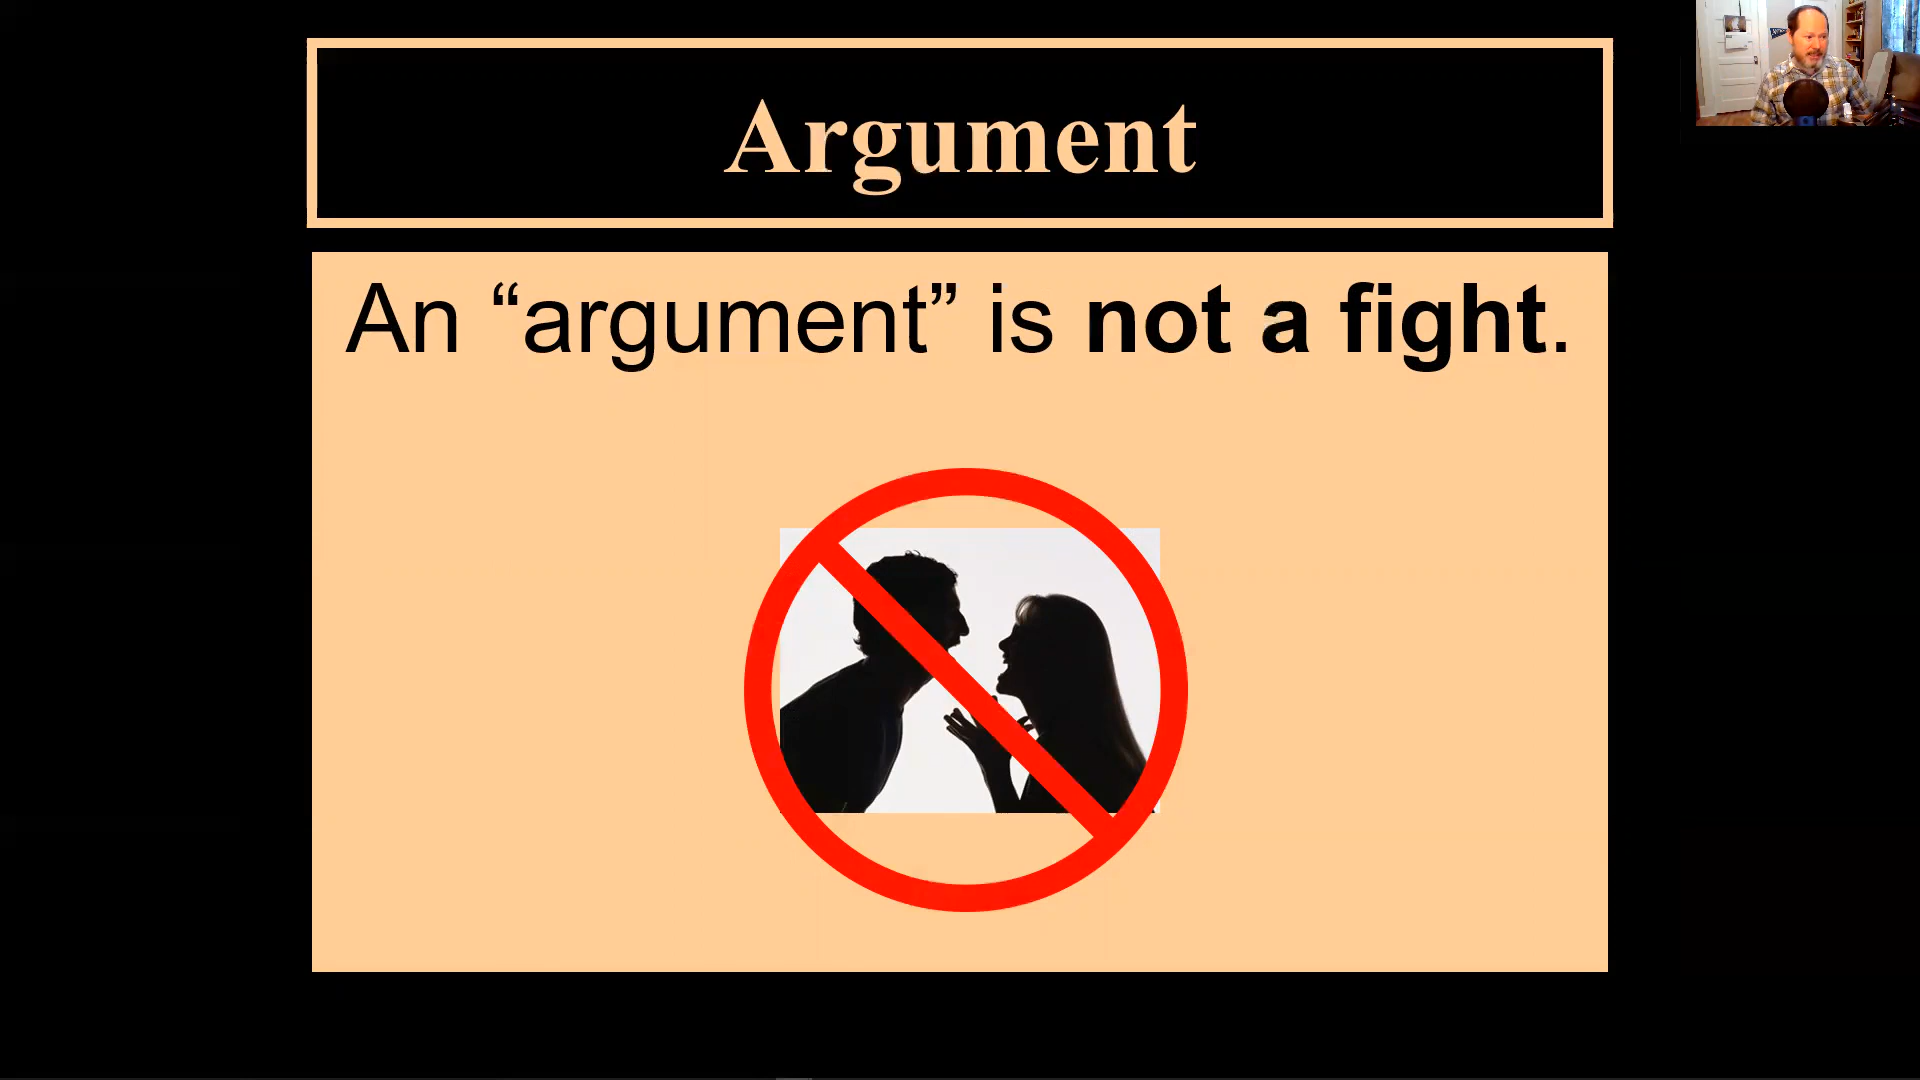 Argument
An “argument” is not a fight.